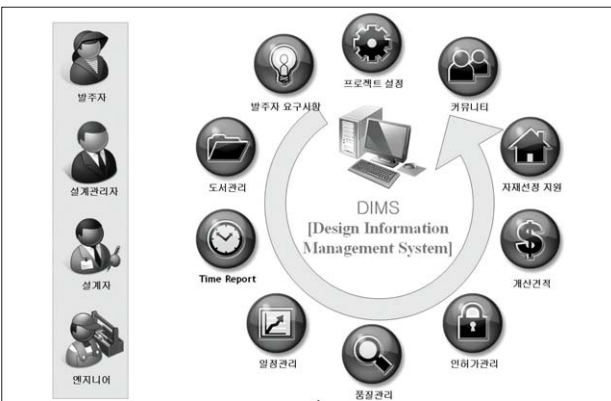 발주자
설계관리자
설계자
엔지니어
프로젝트 설정
발주자 요구사항
커뮤니티
도서관리
자재선정 지원
DIMS
[Design Information
Management System]
Time Report
개산견적
일정관리
인허가관리
품질관리